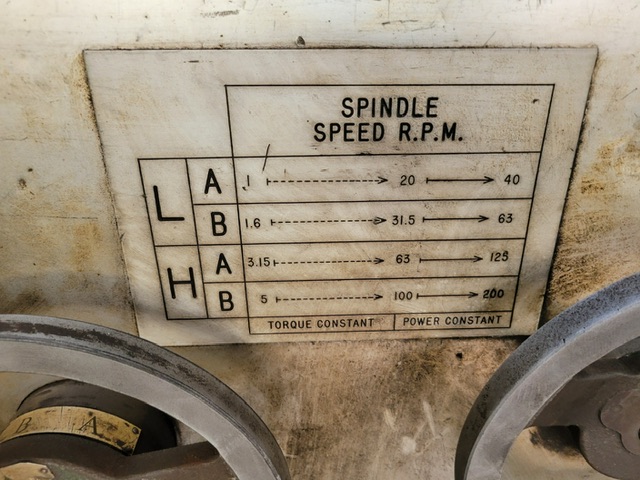 SPINDLE
SPEED R.P.M.
L A 1 20 40
B 1.6 31.5 63
H A 3.15 63 125
B 5 100 200
TORQUE CONSTANT POWER CONSTANT
B A